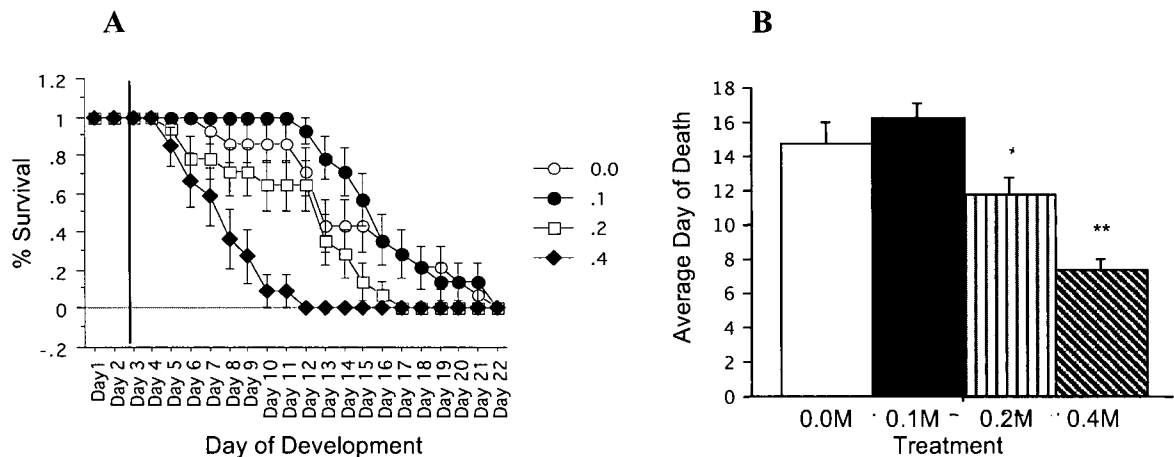 A
% Survival
1.2
1
.8
.6
.4
.2
0
-.2
Day 1
Day 2
Day 3
Day 4
Day 5
Day 6
Day 7
Day 8
Day 9
Day 10
Day 11
Day 12
Day 13
Day 14
Day 15
Day 16
Day 17
Day 18
Day 19
Day 20
Day 21
Day 22
Day of Development
0.0
.1
.2
.4
B
Average Day of Death
18
16
14
12
10
8
6
4
2
0
*
**
0.0M 0.1M 0.2M 0.4M
Treatment